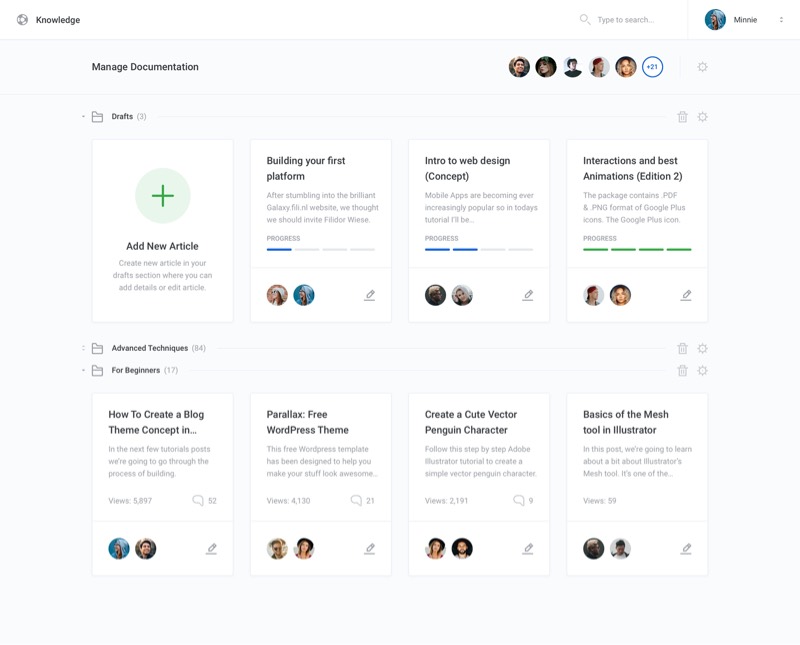 Knowledge
Type to search...
Minnie
Manage Documentation
+21
Drafts (3)
Add New Article
Create new article in your
drafts section where you can
add details or edit article.
Building your first
platform
After stumbling into the brilliant
Galaxy.fili.nl website, we thought
we should invite Filidor Wiese.
PROGRESS
Intro to web design
(Concept)
Mobile Apps are becoming ever
increasingly popular so in todays
tutorial I'll be...
PROGRESS
Interactions and best
Animations (Edition 2)
The package contains .PDF
& .PNG format of Google Plus
icons. The Google Plus icon.
PROGRESS
Advanced Techniques (84)
For Beginners (17)
How To Create a Blog
Theme Concept in...
In the next few tutorials posts
we're going to go through the
process of building.
Views: 5,897
52
Parallax: Free
WordPress Theme
This free Wordpress template
has been designed to help you
make your stuff look awesome...
Views: 4,130
21
Create a Cute Vector
Penguin Character
Follow this step by step Adobe
Illustrator tutorial to create a
simple vector penguin character.
Views: 2,191
9
Basics of the Mesh
tool in Illustrator
In this post, we're going to learn
about a bit about Illustrator's
Mesh tool. It's one of the...
Views: 59